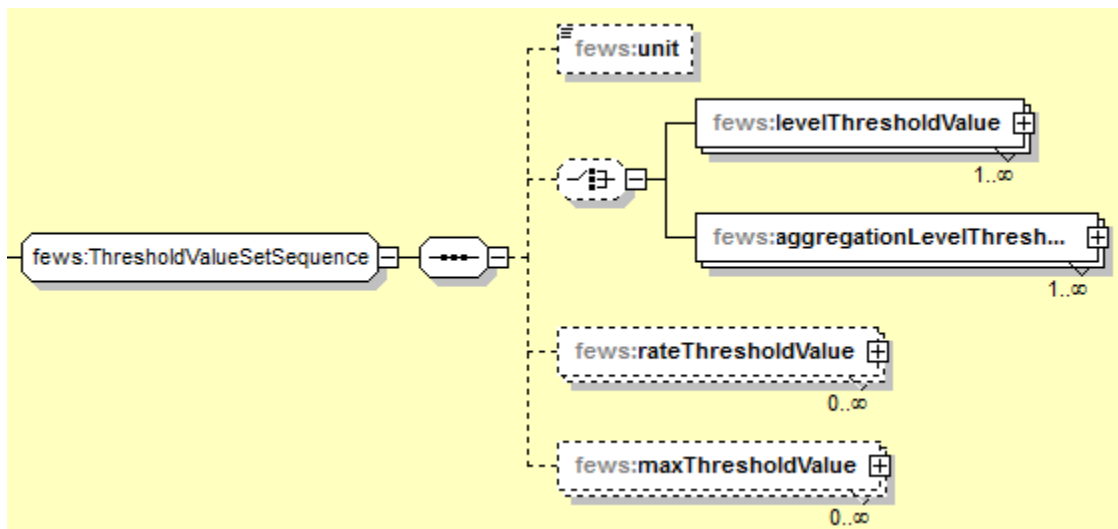 fews:unit
fews:levelThresholdValue
1..∞
fews:ThresholdValueSetSequence
fews:aggregationLevelThresh...
1..∞
fews:rateThresholdValue
0..∞
fews:maxThresholdValue
0..∞